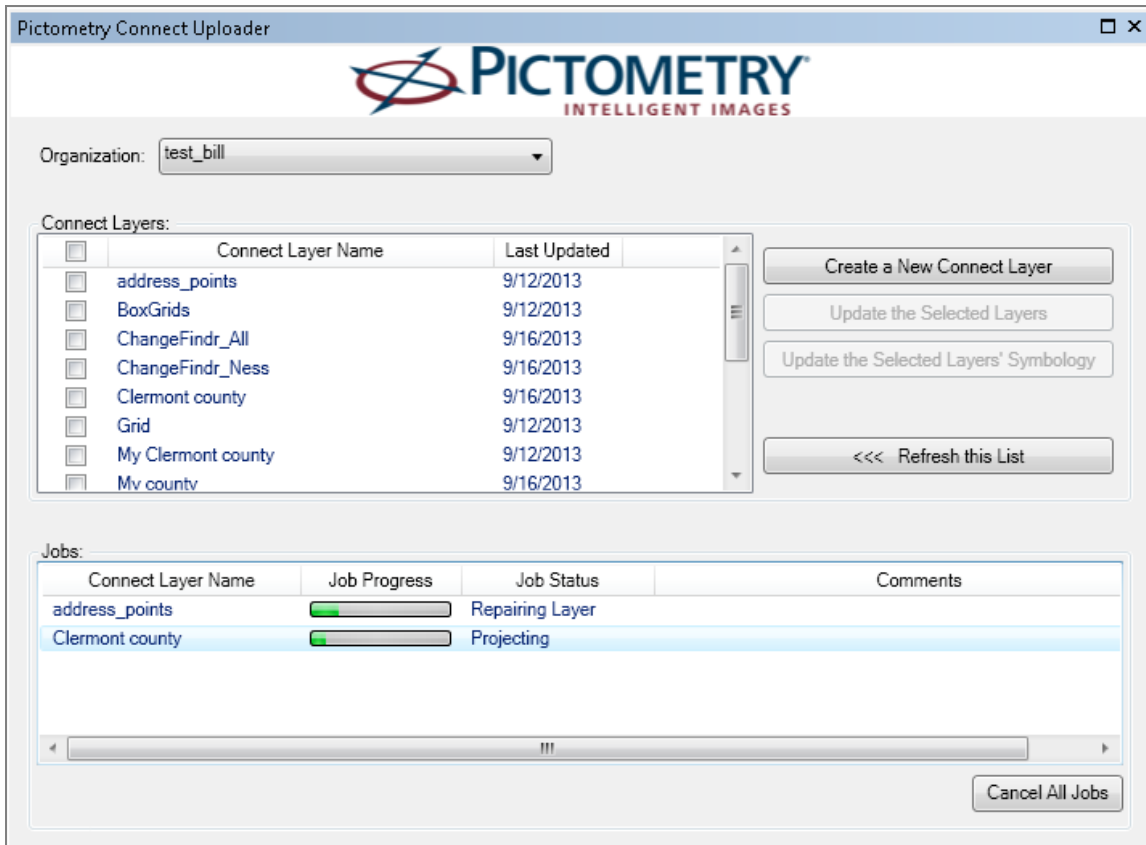 Pictometry Connect Uploader
PICTOMETRY®
INTELLIGENT IMAGES
Organization: test_bill
Connect Layers:
Connect Layer Name Last Updated
address_points 9/12/2013
BoxGrids 9/12/2013
ChangeFindr_All 9/16/2013
ChangeFindr_Ness 9/16/2013
Clermont county 9/16/2013
Grid 9/12/2013
My Clermont county 9/12/2013
My county 9/16/2013
Create a New Connect Layer
Update the Selected Layers
Update the Selected Layers' Symbology
<<< Refresh this List
Jobs:
Connect Layer Name Job Progress Job Status Comments
address_points Repairing Layer
Clermont county Projecting
Cancel All Jobs